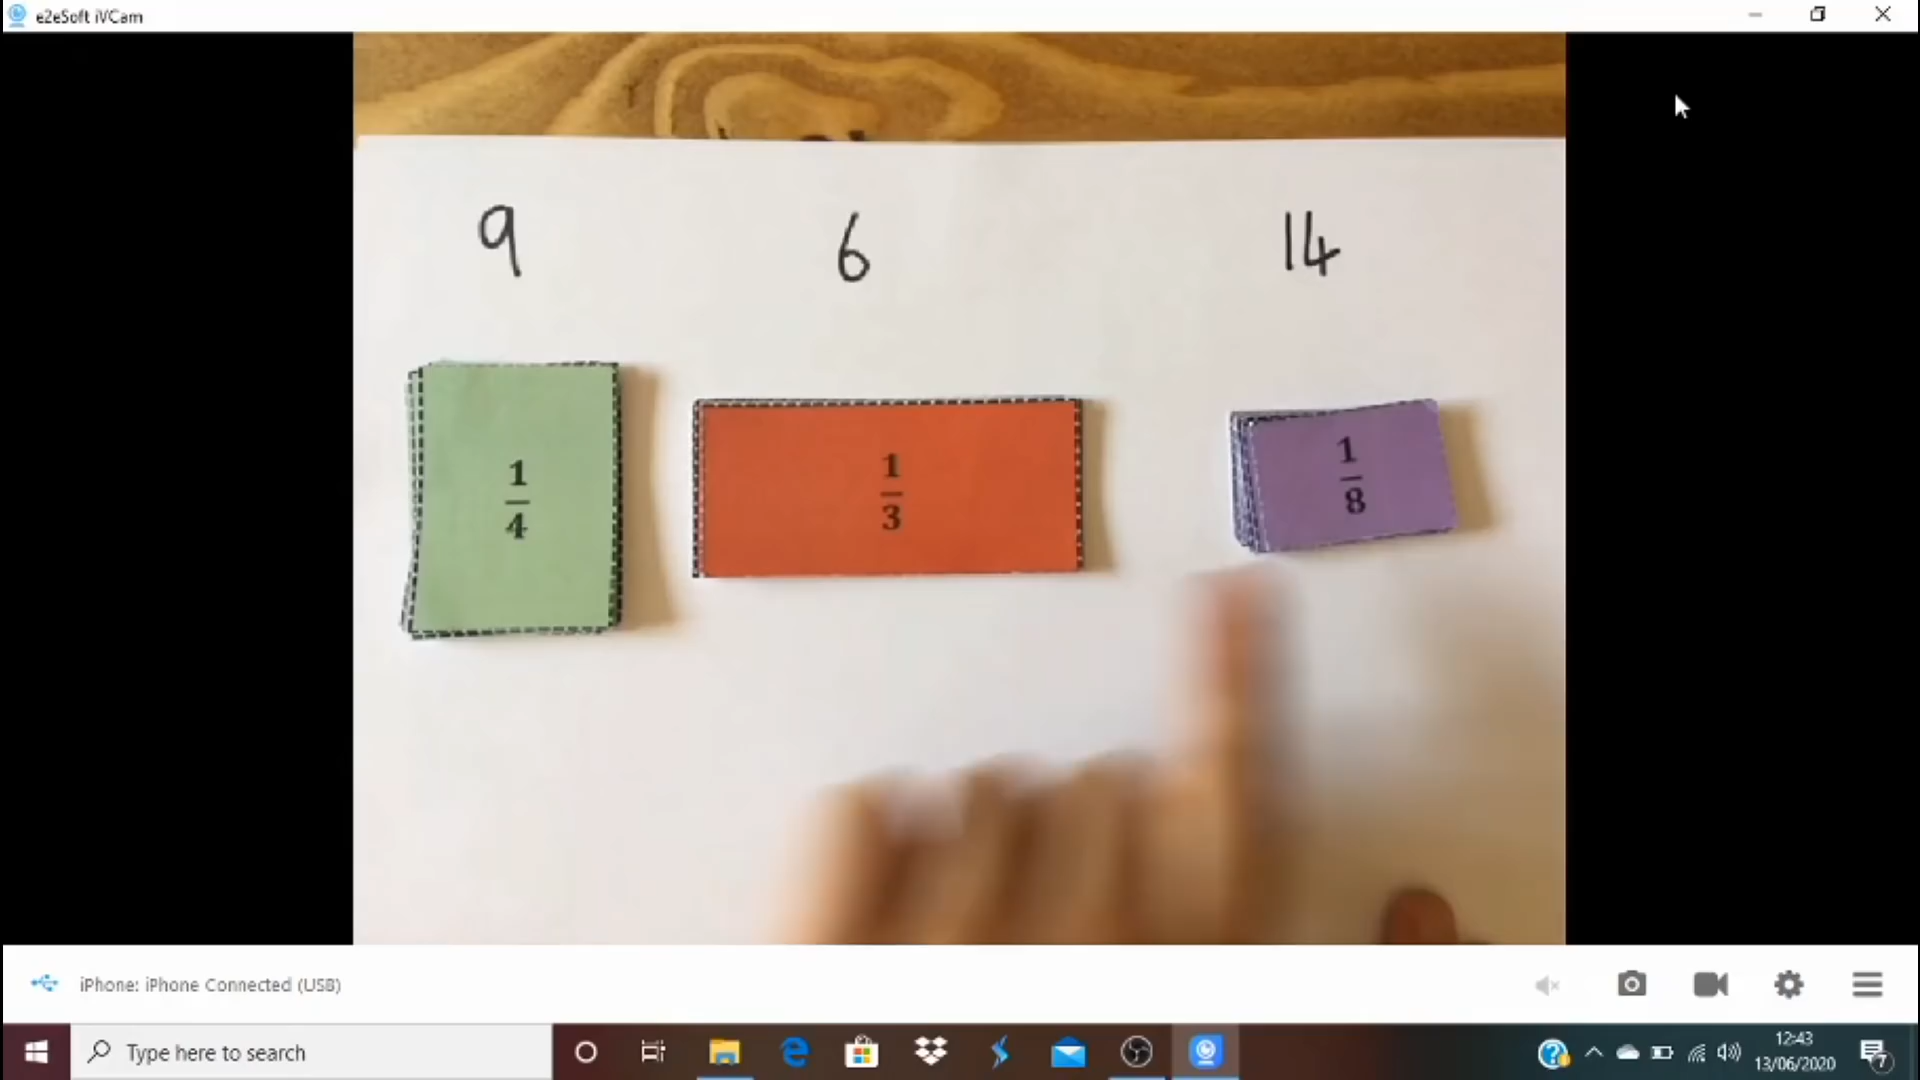 e2eSoft iVCam
9 6 14
1/4
1/3
1/8
iPhone: iPhone Connected (USB)
Type here to search
12:43
13/06/2020
7